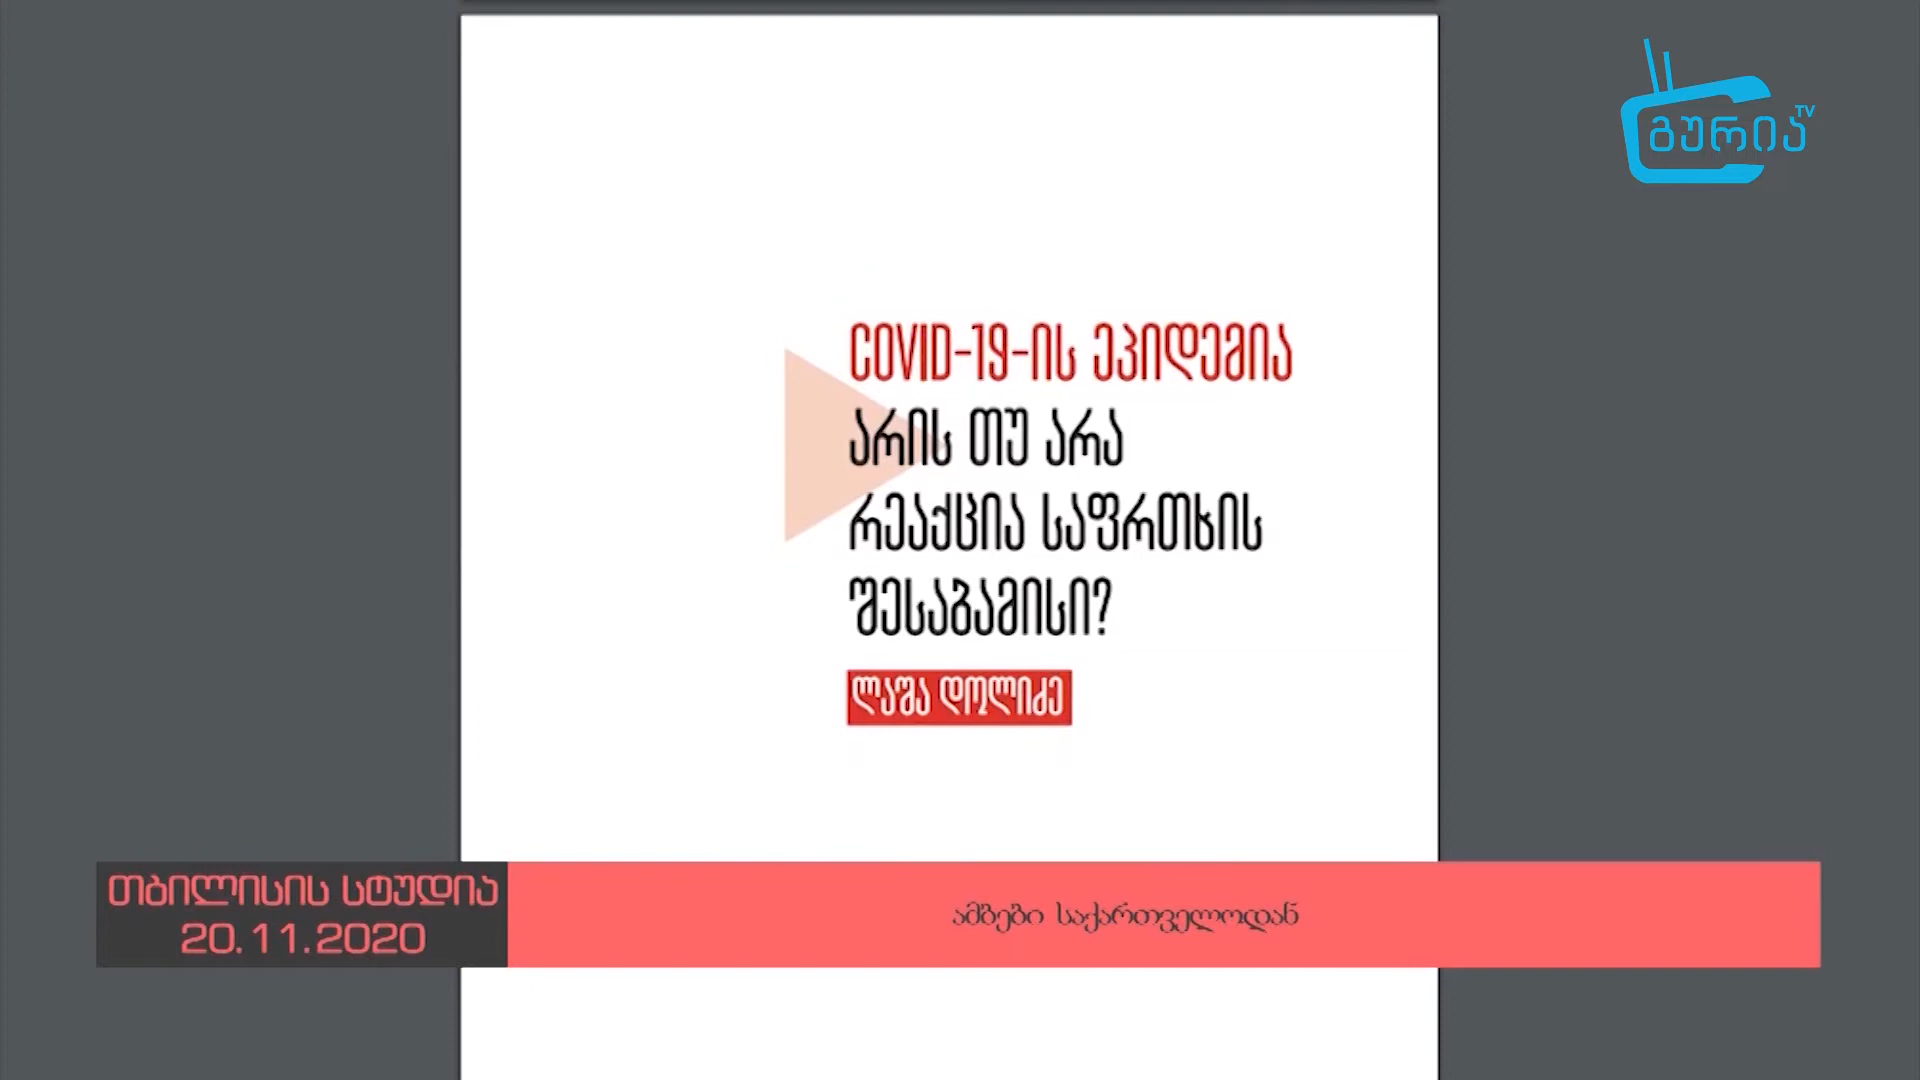 გურია TV
COVID-19-ის ეპიდემია
არის თუ არა
რეაქცია საფრთხის
შესაბამისი?
ლაშა დოლიძე
თბილისის სტუდია
20.11.2020
ამბები საქართველოდან